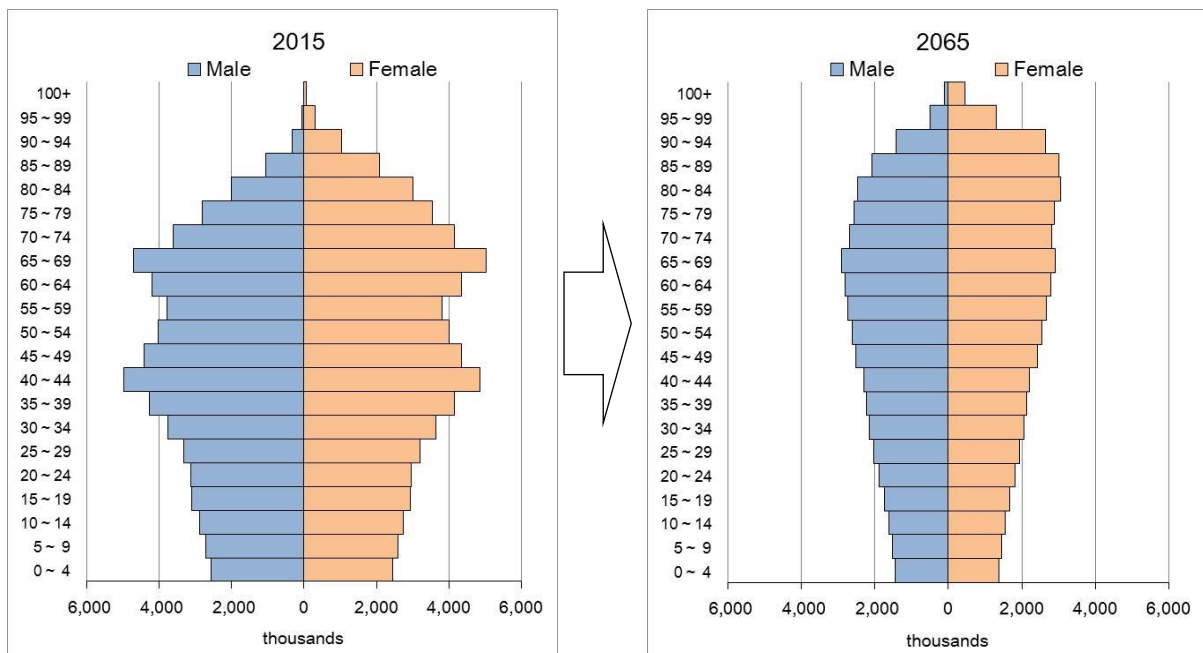 2015
Male Female
100+
95 ~ 99
90 ~ 94
85 ~ 89
80 ~ 84
75 ~ 79
70 ~ 74
65 ~ 69
60 ~ 64
55 ~ 59
50 ~ 54
45 ~ 49
40 ~ 44
35 ~ 39
30 ~ 34
25 ~ 29
20 ~ 24
15 ~ 19
10 ~ 14
5 ~ 9
0 ~ 4
6,000 4,000 2,000 0 2,000 4,000 6,000
thousands
2065
Male Female
100+
95 ~ 99
90 ~ 94
85 ~ 89
80 ~ 84
75 ~ 79
70 ~ 74
65 ~ 69
60 ~ 64
55 ~ 59
50 ~ 54
45 ~ 49
40 ~ 44
35 ~ 39
30 ~ 34
25 ~ 29
20 ~ 24
15 ~ 19
10 ~ 14
5 ~ 9
0 ~ 4
6,000 4,000 2,000 0 2,000 4,000 6,000
thousands